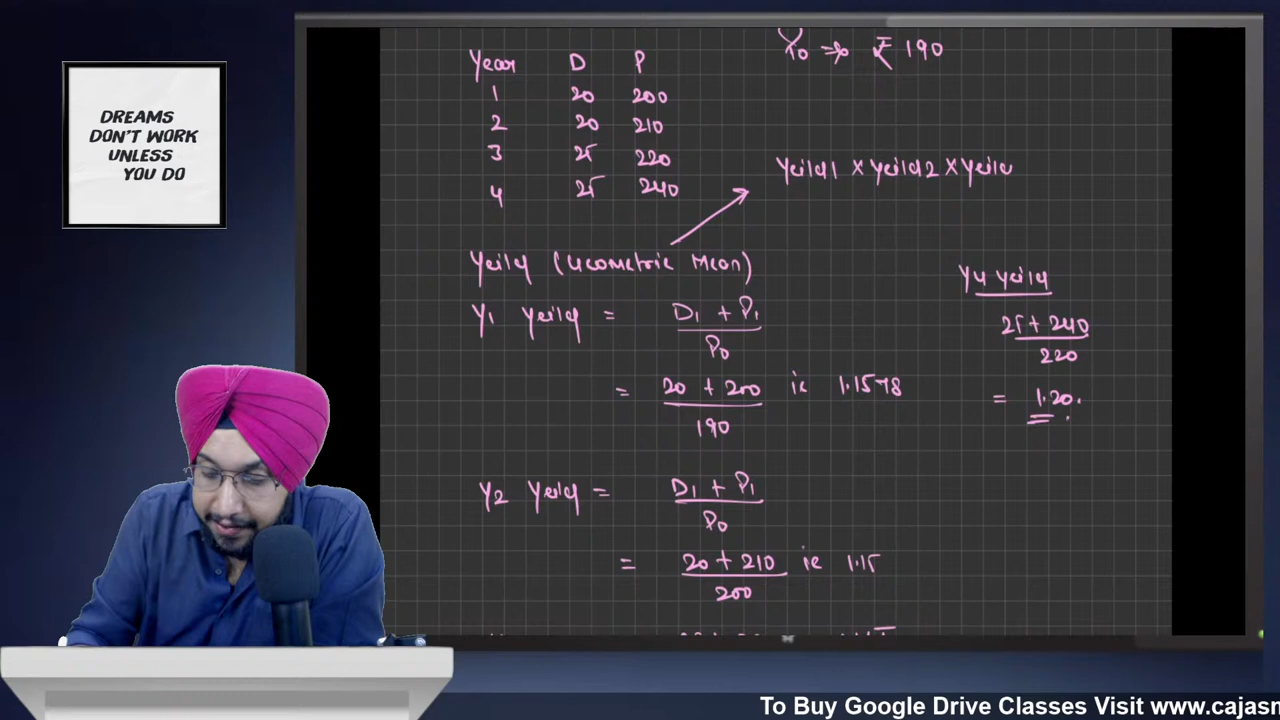 DREAMS
DON'T WORK
UNLESS
YOU DO
Y0 => ₹ 190
Year D P
1 20 200
2 20 210
3 25 220
4 25 240
Yeild1 x Yeild2 x Yeild
Yeild (Geometric Mean)
Y1 Yeild = D1 + P1
P0
= 20 + 200 ie 1.1578
190
Y4 Yeild
25 + 240
220
= 1.20.
Y2 Yeild = D1 + P1
P0
= 20 + 210 ie 1.15
200
To Buy Google Drive Classes Visit www.cajasn